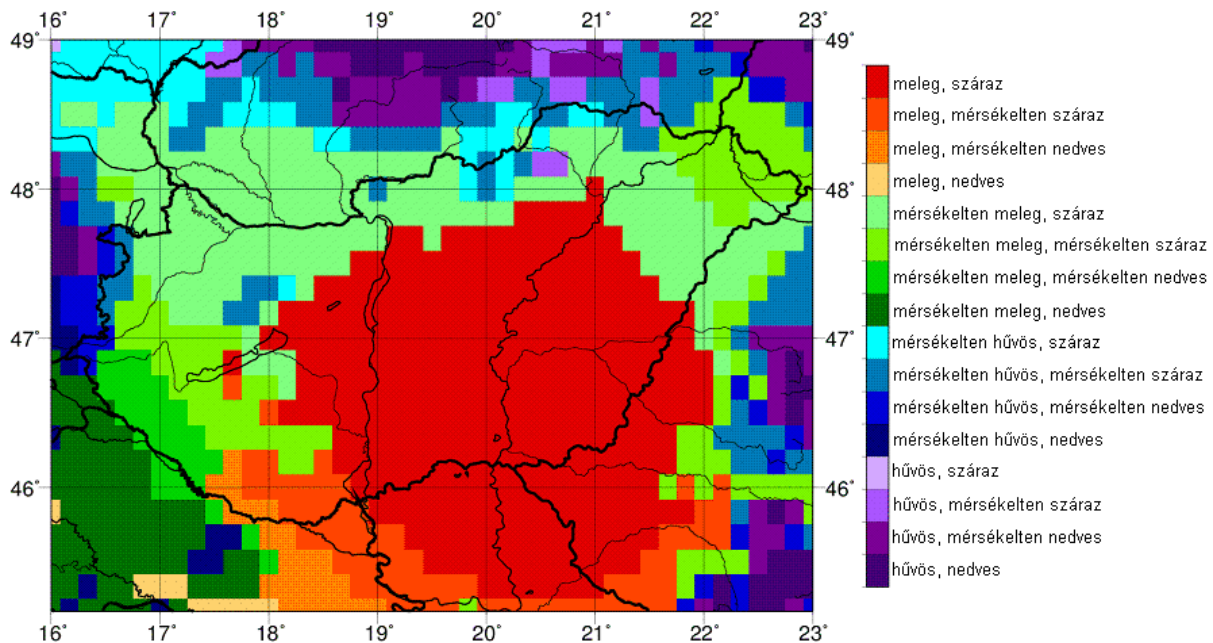 16° 17° 18° 19° 20° 21° 22° 23°
49° 49°
48° 48°
47° 47°
46° 46°
16° 17° 18° 19° 20° 21° 22° 23°
meleg, száraz
meleg, mérsékelten száraz
meleg, mérsékelten nedves
meleg, nedves
mérsékelten meleg, száraz
mérsékelten meleg, mérsékelten száraz
mérsékelten meleg, mérsékelten nedves
mérsékelten meleg, nedves
mérsékelten hűvös, száraz
mérsékelten hűvös, mérsékelten száraz
mérsékelten hűvös, mérsékelten nedves
mérsékelten hűvös, nedves
hűvös, száraz
hűvös, mérsékelten száraz
hűvös, mérsékelten nedves
hűvös, nedves